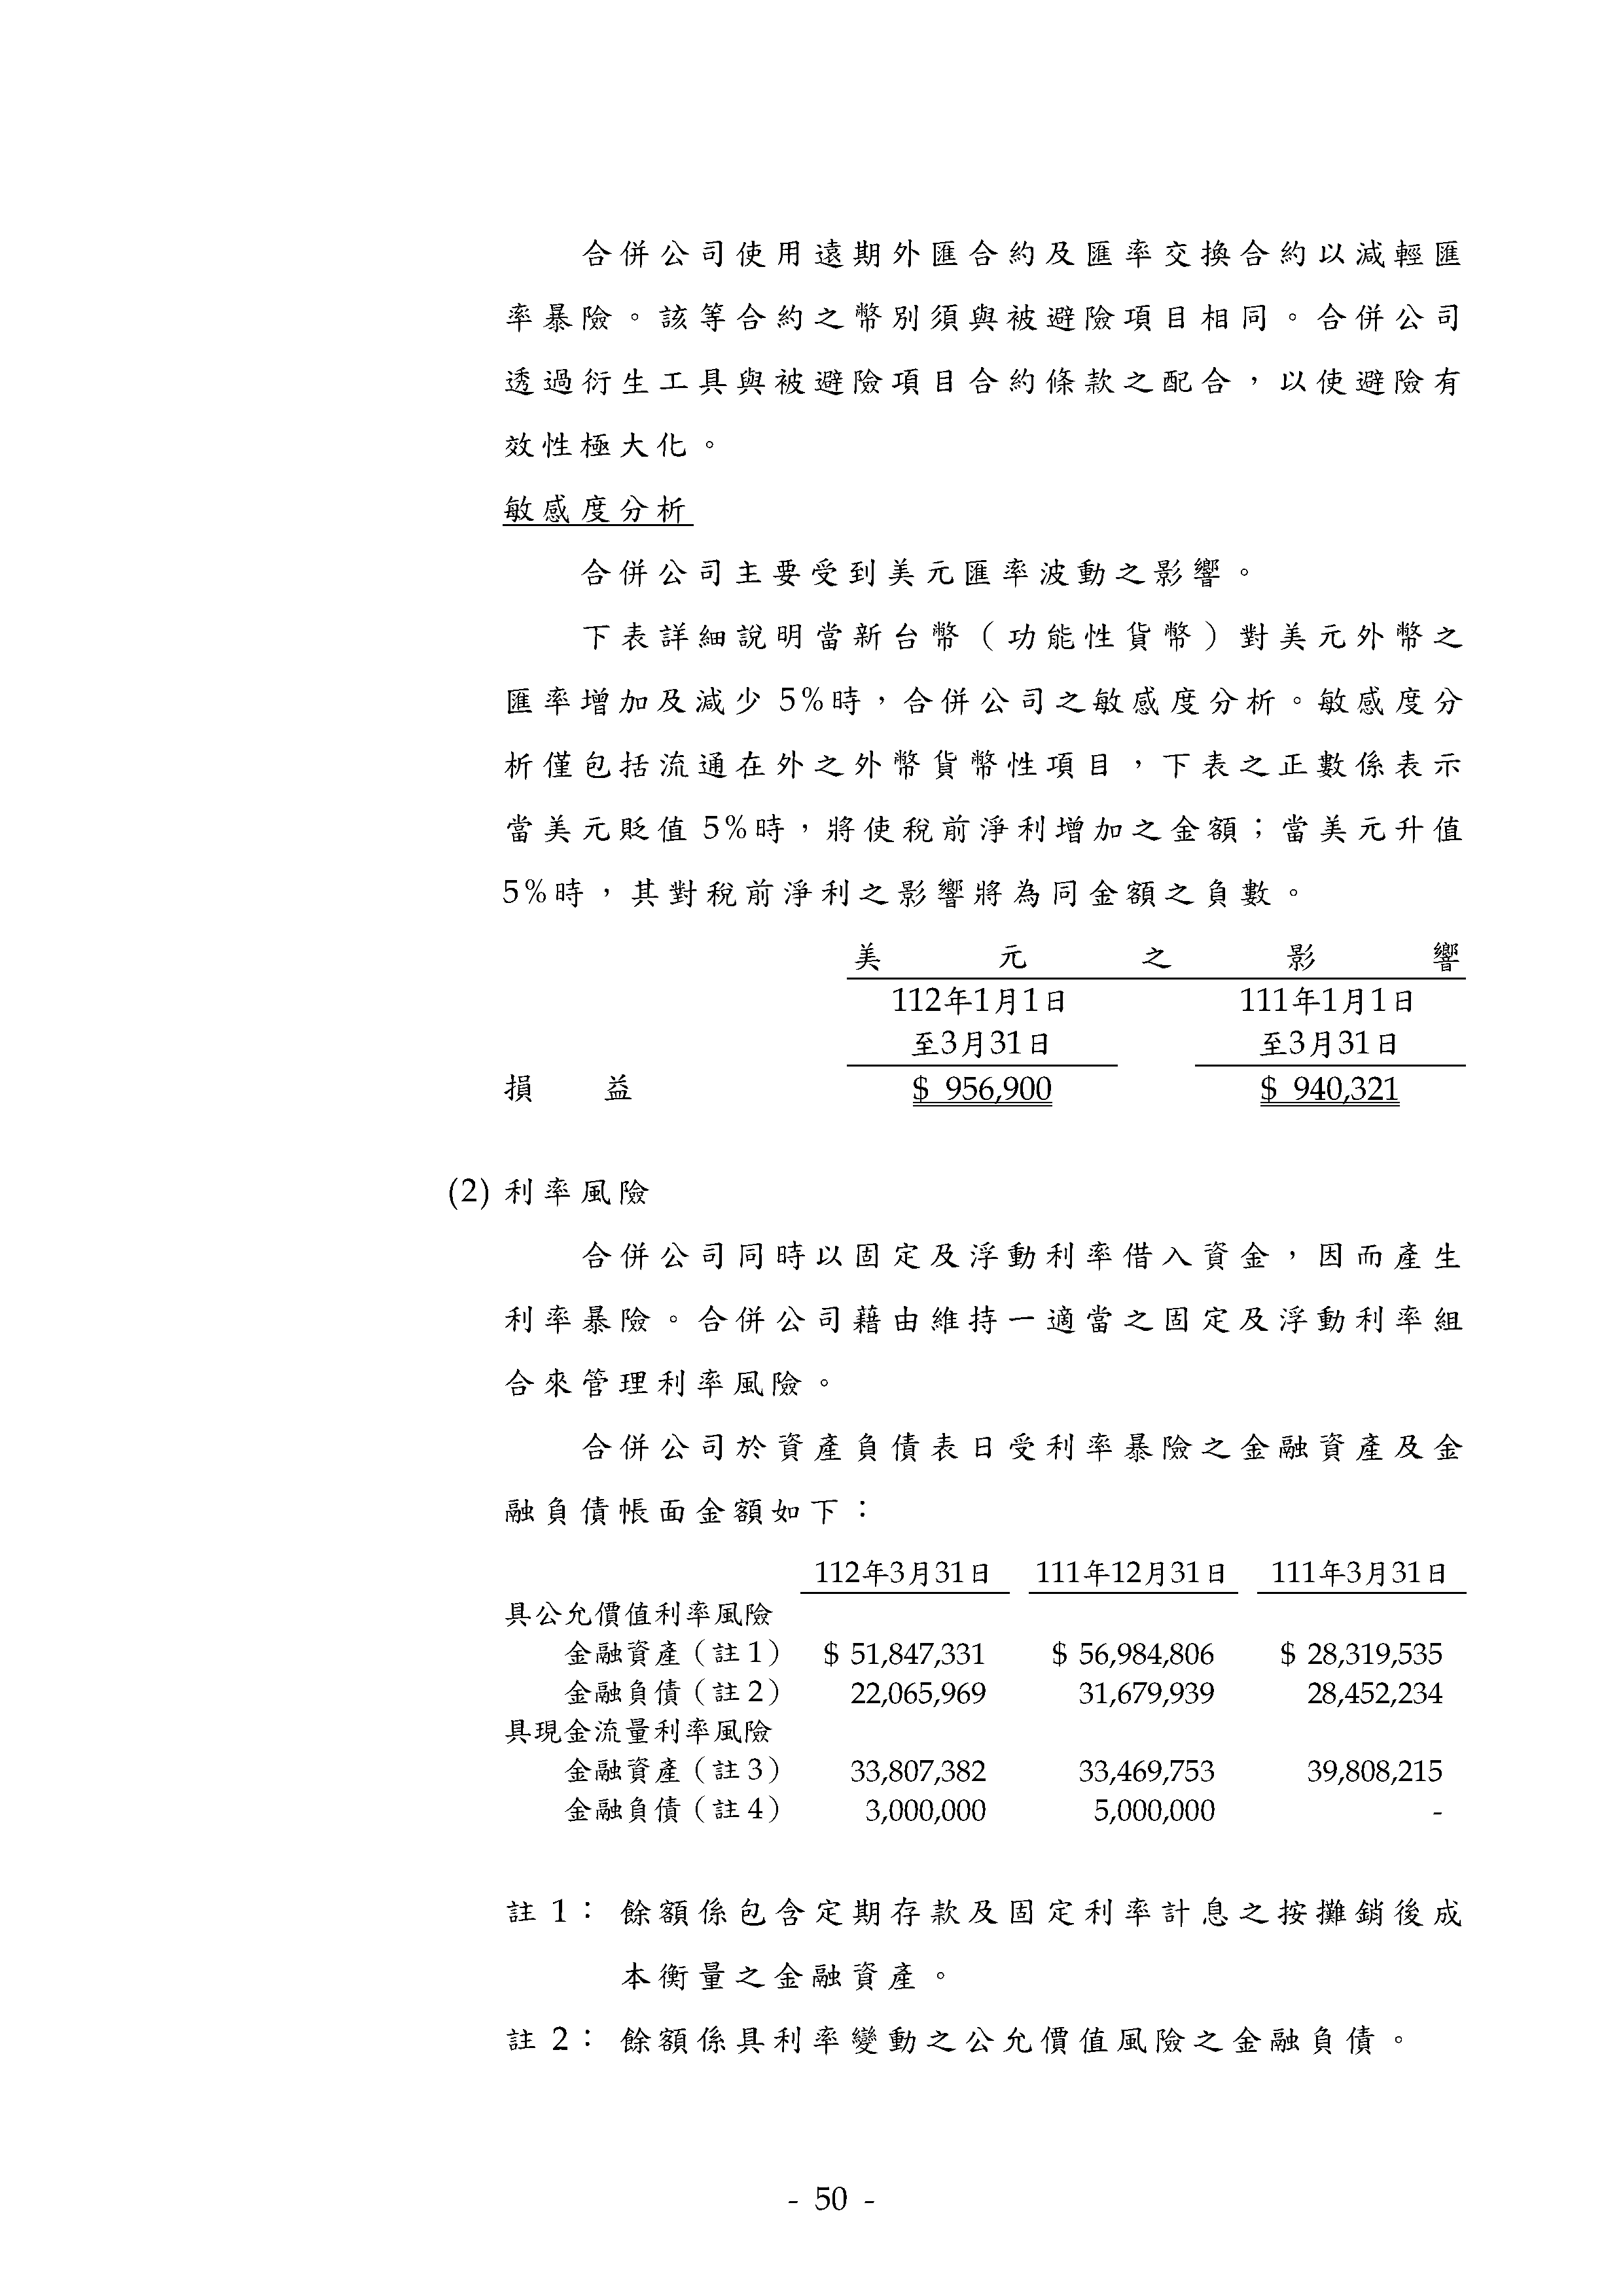 合併公司使用遠期外匯合約及匯率交換合約以減輕匯
率暴險。該等合約之幣別須與被避險項目相同。合併公司
透過衍生工具與被避險項目合約條款之配合，以使避險有
效性極大化。
敏感度分析
合併公司主要受到美元匯率波動之影響。
下表詳細說明當新台幣（功能性貨幣）對美元外幣之
匯率增加及減少 5%時，合併公司之敏感度分析。敏感度分
析僅包括流通在外之外幣貨幣性項目，下表之正數係表示
當美元貶值 5%時，將使稅前淨利增加之金額；當美元升值
5%時，其對稅前淨利之影響將為同金額之負數。
美 元 之 影 響
112年1月1日 111年1月1日
至3月31日 至3月31日
損 益 $ 956,900 $ 940,321
(2) 利率風險
合併公司同時以固定及浮動利率借入資金，因而產生
利率暴險。合併公司藉由維持一適當之固定及浮動利率組
合來管理利率風險。
合併公司於資產負債表日受利率暴險之金融資產及金
融負債帳面金額如下：
112年3月31日 111年12月31日 111年3月31日
具公允價值利率風險
金融資產（註 1） $ 51,847,331 $ 56,984,806 $ 28,319,535
金融負債（註 2） 22,065,969 31,679,939 28,452,234
具現金流量利率風險
金融資產（註 3） 33,807,382 33,469,753 39,808,215
金融負債（註 4） 3,000,000 5,000,000 -
註 1： 餘額係包含定期存款及固定利率計息之按攤銷後成
本衡量之金融資產。
註 2： 餘額係具利率變動之公允價值風險之金融負債。
- 50 -